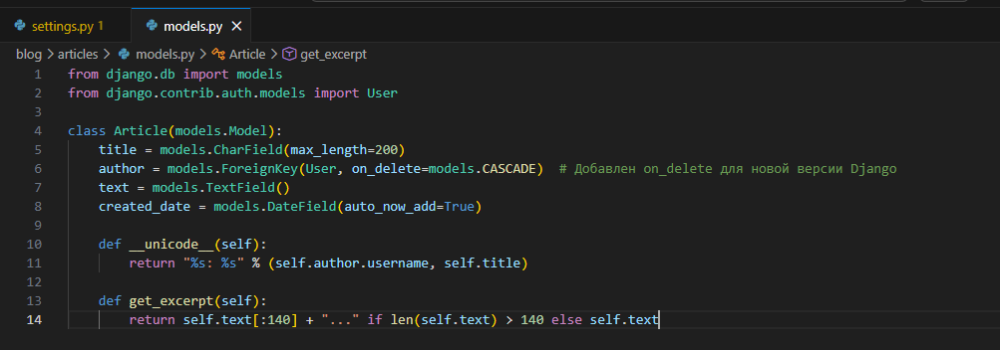 settings.py 1 models.py
blog > articles > models.py > Article > get_excerpt
1 from django.db import models
2 from django.contrib.auth.models import User
3
4 class Article(models.Model):
5     title = models.CharField(max_length=200)
6     author = models.ForeignKey(User, on_delete=models.CASCADE)  # Добавлен on_delete для новой версии Django
7     text = models.TextField()
8     created_date = models.DateField(auto_now_add=True)
9
10     def __unicode__(self):
11         return "%s: %s" % (self.author.username, self.title)
12
13     def get_excerpt(self):
14         return self.text[:140] + "..." if len(self.text) > 140 else self.text